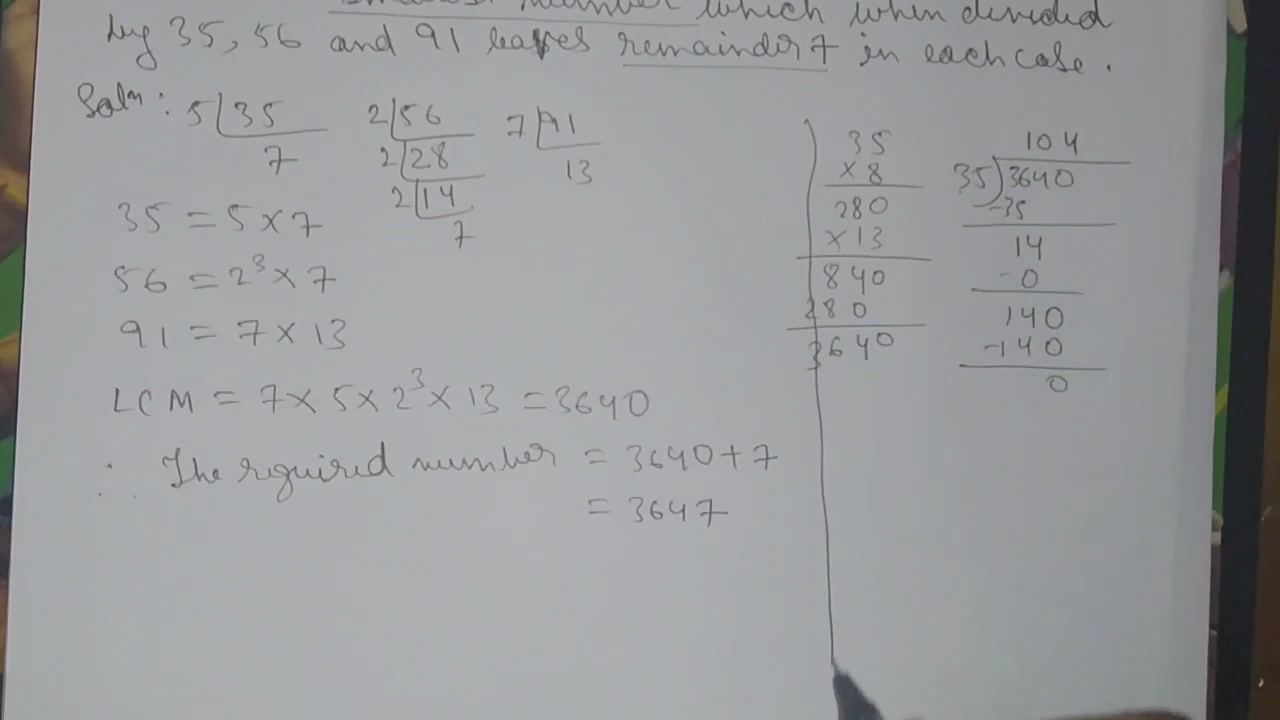 smallest number which when divided
by 35, 56 and 91 leaves remainder 7 in each case.
Solⁿ: 5 35 2 56 7 91
7 2 28 13
2 14
7
35 = 5 × 7
56 = 2³ × 7
91 = 7 × 13
LCM = 7 × 5 × 2³ × 13 = 3640
∴ The required number = 3640 + 7
= 3647
35
× 8
280
× 13
840
280
3640
104
35)3640
-35
14
-0
140
-140
0